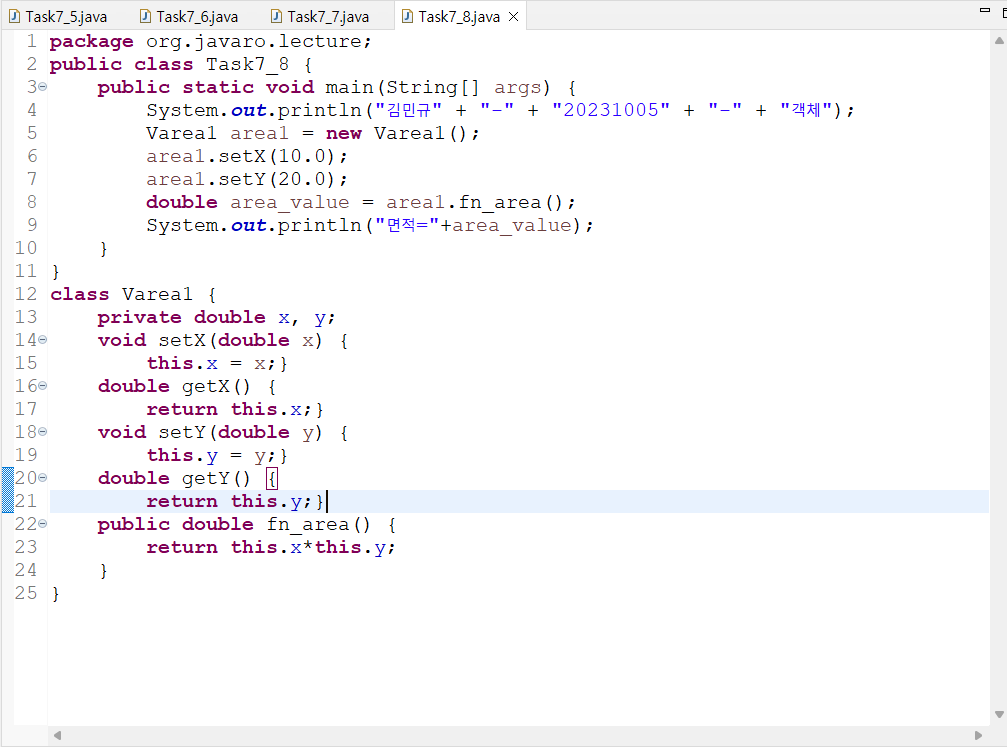 Task7_5.java Task7_6.java Task7_7.java Task7_8.java
1 package org.javaro.lecture;
2 public class Task7_8 {
3 public static void main(String[] args) {
4 System.out.println("김민규" + "-" + "20231005" + "-" + "객체");
5 Varea1 area1 = new Varea1();
6 area1.setX(10.0);
7 area1.setY(20.0);
8 double area_value = area1.fn_area();
9 System.out.println("면적="+area_value);
10 }
11 }
12 class Varea1 {
13 private double x, y;
14 void setX(double x) {
15 this.x = x;}
16 double getX() {
17 return this.x;}
18 void setY(double y) {
19 this.y = y;}
20 double getY() {
21 return this.y;}
22 public double fn_area() {
23 return this.x*this.y;
24 }
25 }